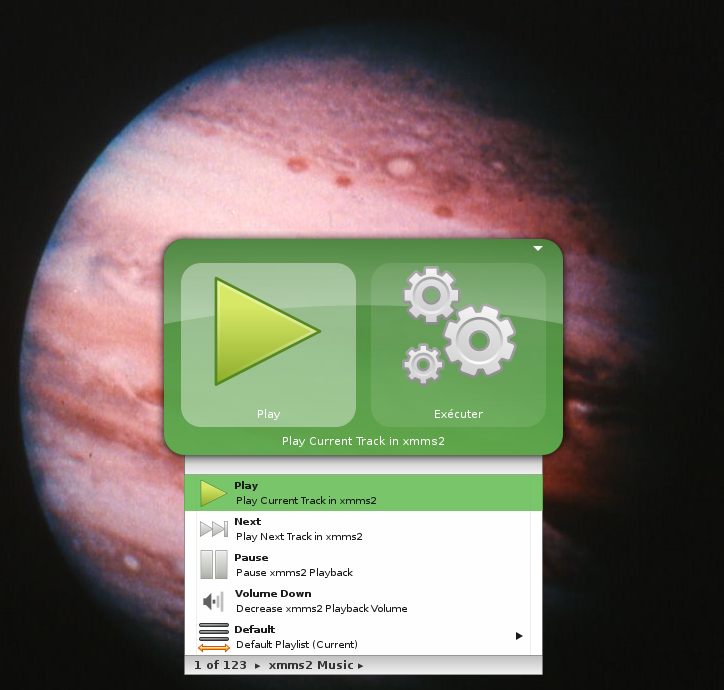 Play
Exécuter
Play Current Track in xmms2
Play
Play Current Track in xmms2
Next
Play Next Track in xmms2
Pause
Pause xmms2 Playback
Volume Down
Decrease xmms2 Playback Volume
Default
Default Playlist (Current)
1 of 123 ▸ xmms2 Music ▸